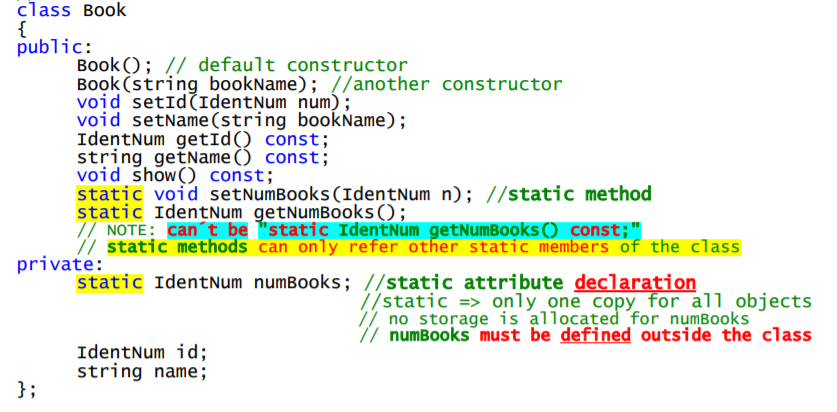 class Book
{
public:
Book(); // default constructor
Book(string bookName); //another constructor
void setId(IdentNum num);
void setName(string bookName);
IdentNum getId() const;
string getName() const;
void show() const;
static void setNumBooks(IdentNum n); //static method
static IdentNum getNumBooks();
// NOTE: can´t be "static IdentNum getNumBooks() const;"
// static methods can only refer other static members of the class
private:
static IdentNum numBooks; //static attribute declaration
//static => only one copy for all objects
// no storage is allocated for numBooks
// numBooks must be defined outside the class
IdentNum id;
string name;
};